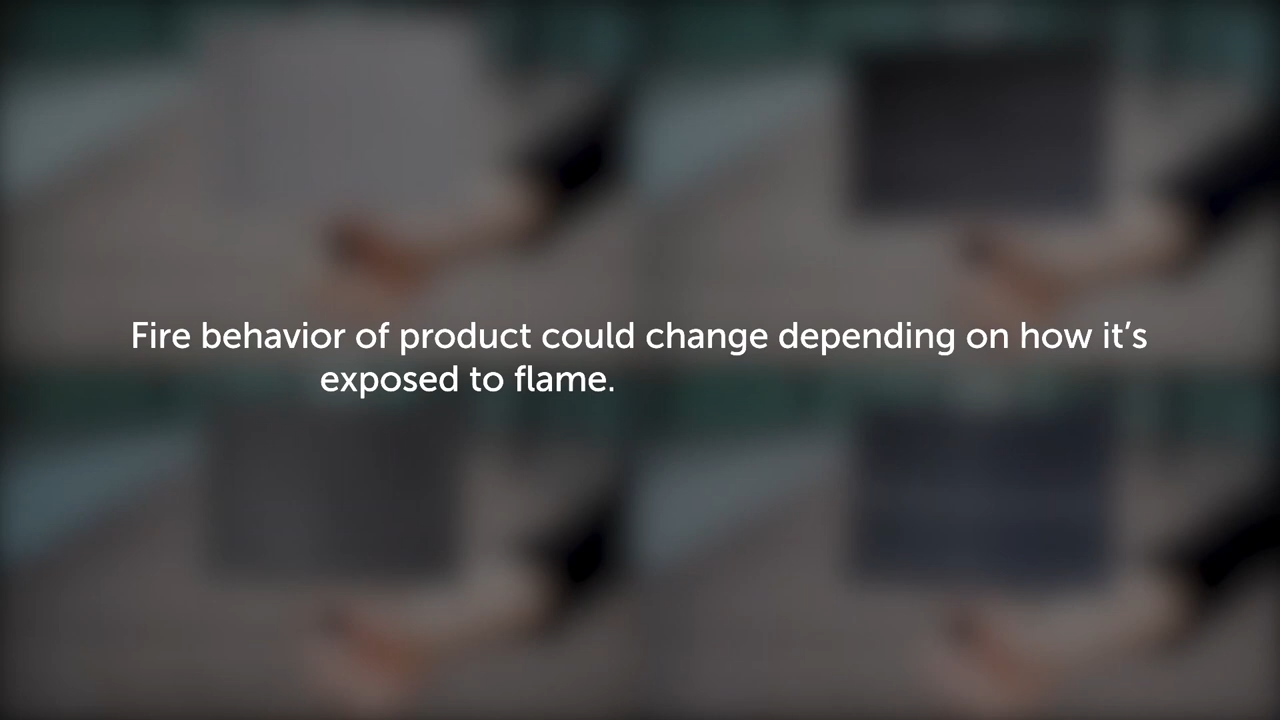 Fire behavior of product could change depending on how it’s
exposed to flame.